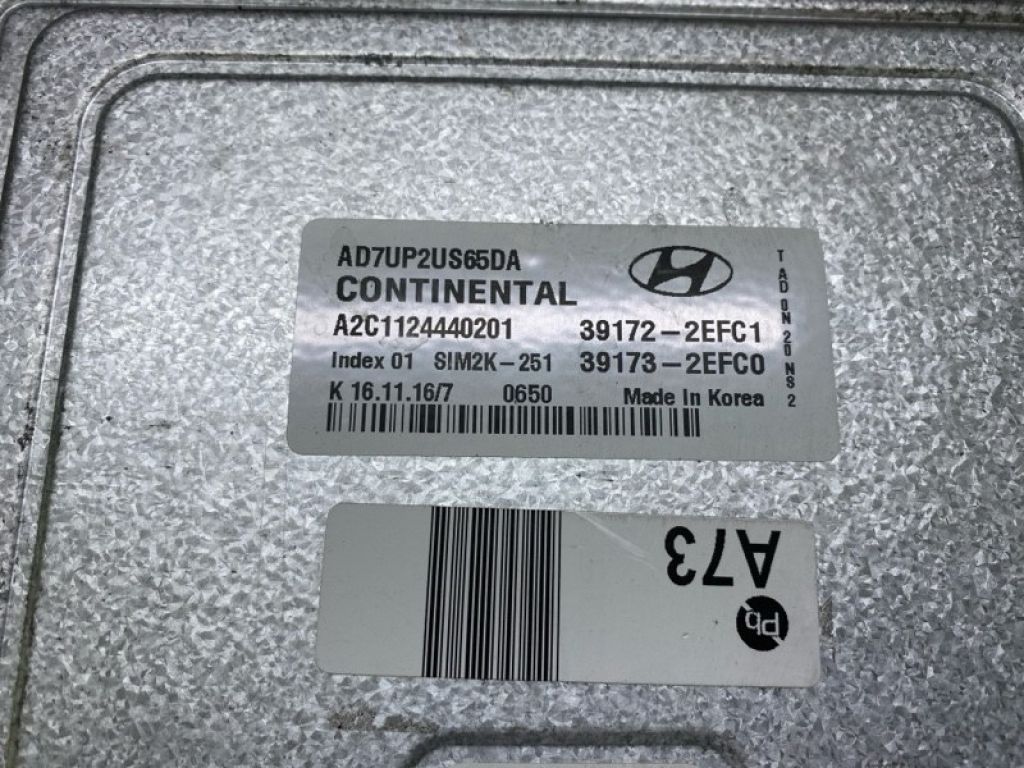 AD7UP2US65DA
CONTINENTAL
A2C1124440201 39172-2EFC1
Index 01 SIM2K-251 39173-2EFC0
K 16.11.16/7 0650 Made In Korea
T AD ON 20 NS 2
A73
Pb